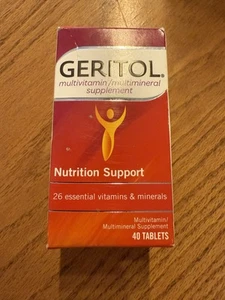 GERITOL®
multivitamin/multimineral
supplement
Nutrition Support
26 essential vitamins & minerals
Multivitamin/
Multimineral Supplement
40 TABLETS